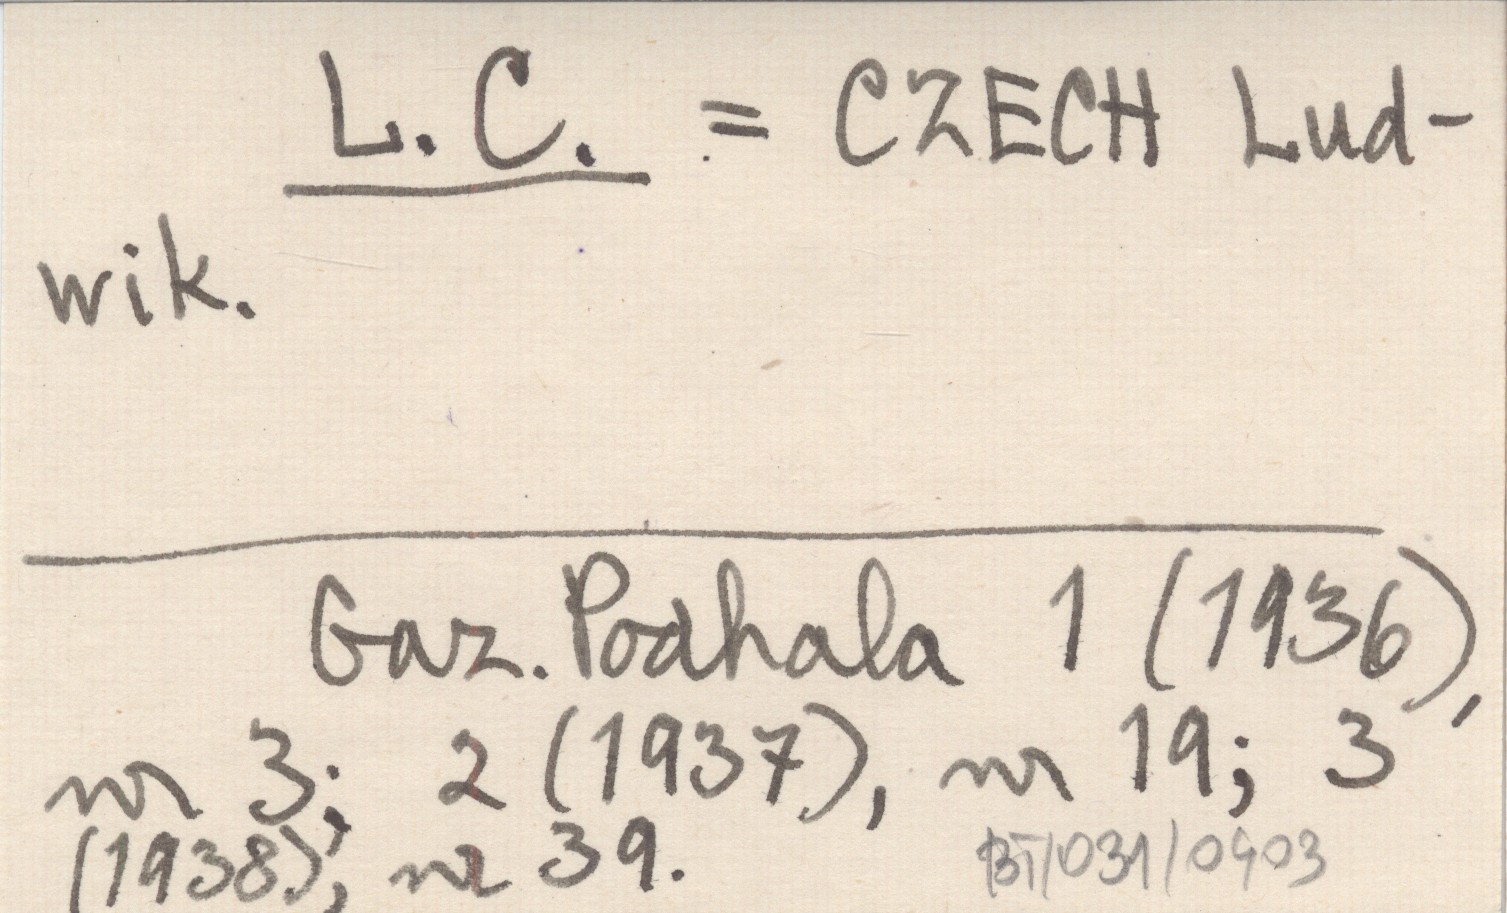 L. C. = CZECH Lud-
wik.
Gaz. Podhala 1 (1936),
nr 3; 2 (1937), nr 19; 3
(1938), nr 39. BT/031/0403